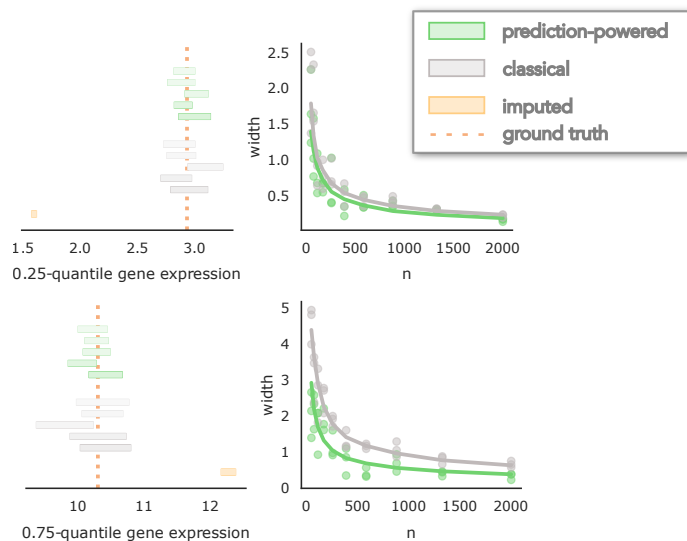 prediction-powered
classical
imputed
ground truth
2.5
2.0
1.5
1.0
0.5
width
1.5 2.0 2.5 3.0
0.25-quantile gene expression
0 500 1000 1500 2000
n
5
4
3
2
1
0
width
10 11 12
0.75-quantile gene expression
0 500 1000 1500 2000
n